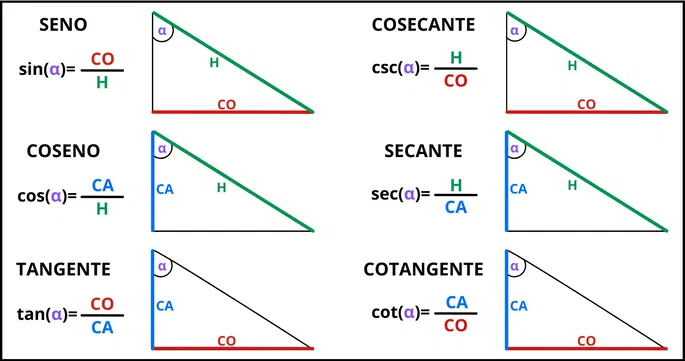 SENO
sin(α)= CO
H
α
H
CO
COSECANTE
csc(α)= H
CO
α
H
CO
COSENO
cos(α)= CA
H
α
CA
H
SECANTE
sec(α)= H
CA
α
CA
H
TANGENTE
tan(α)= CO
CA
α
CA
CO
COTANGENTE
cot(α)= CA
CO
α
CA
CO